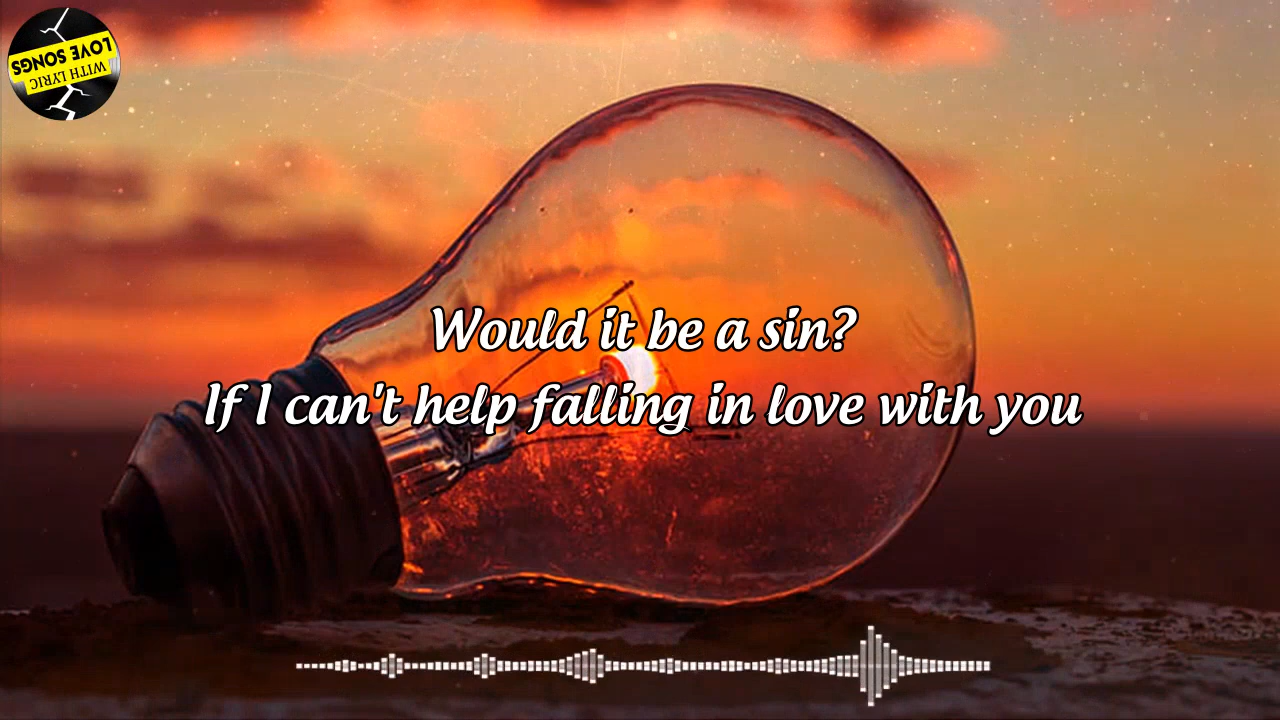 LOVE SONGS
WITH LYRIC
Would it be a sin?
If I can't help falling in love with you